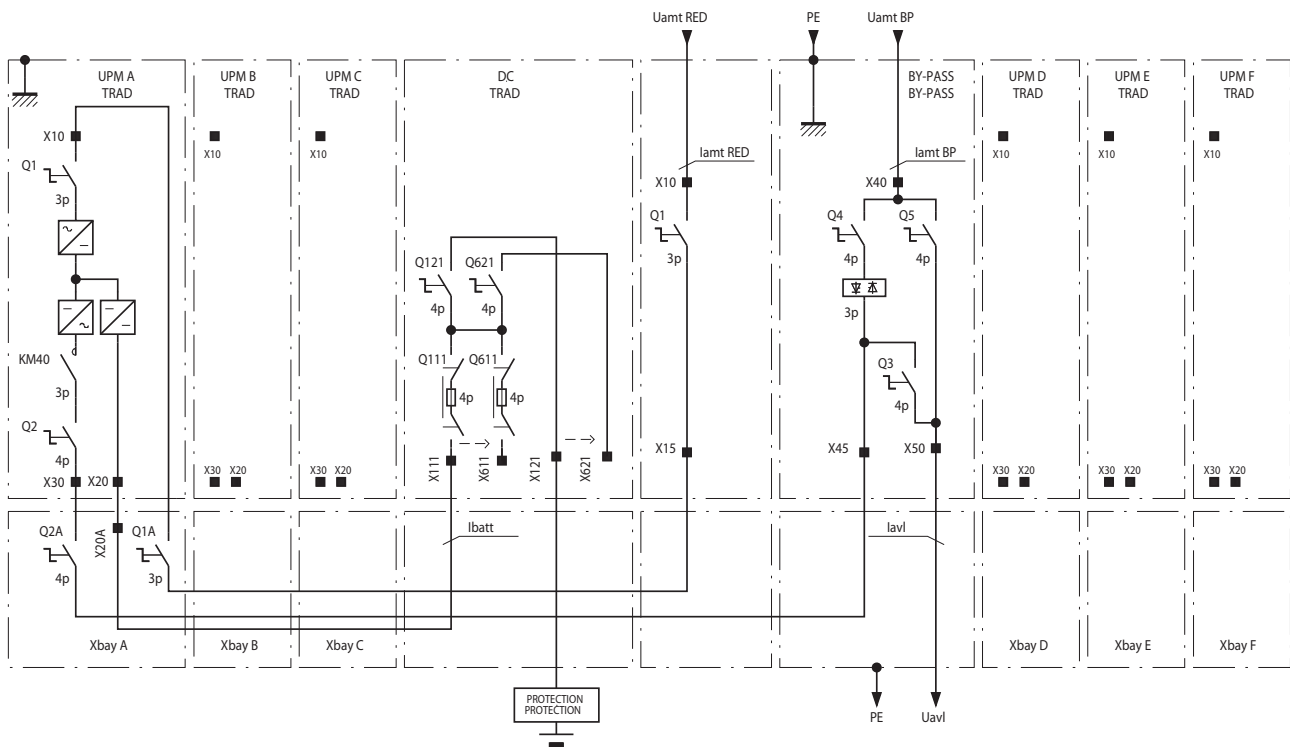 Uamt RED
PE
Uamt BP
UPM A
TRAD
UPM B
TRAD
UPM C
TRAD
DC
TRAD
BY-PASS
BY-PASS
UPM D
TRAD
UPM E
TRAD
UPM F
TRAD
X10
X10
X10
X10
X10
X10
Iamt RED
Iamt BP
Q1
3p
X10
X40
Q1
3p
Q4
4p
Q5
4p
Q121
4p
Q621
4p
3p
KM40
3p
Q111
4p
Q611
4p
Q3
4p
Q2
4p
X30
X20
X30 X20
X30 X20
X111
X611
X121
X621
X15
X45
X50
X30 X20
X30 X20
X30 X20
Q2A
4p
X20A
Q1A
3p
Ibatt
Iavl
Xbay A
Xbay B
Xbay C
Xbay D
Xbay E
Xbay F
PROTECTION
PROTECTION
PE
Uavl